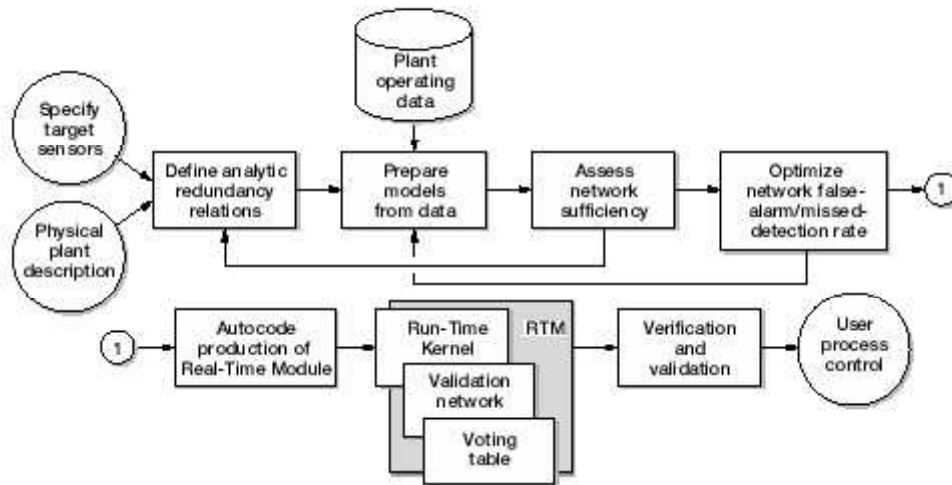 Plant
operating
data
Specify
target
sensors
Physical
plant
description
Define analytic
redundancy
relations
Prepare
models
from data
Assess
network
sufficiency
Optimize
network false-
alarm/missed-
detection rate
1
1
Autocode
production of
Real-Time Module
Run-Time
Kernel
RTM
Validation
network
Voting
table
Verification
and
validation
User
process
control